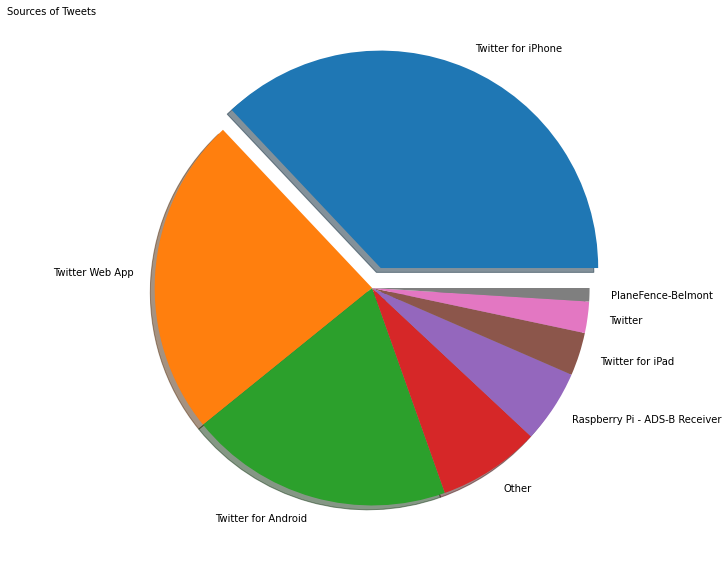 Sources of Tweets
Twitter for iPhone
Twitter Web App
PlaneFence-Belmont
Twitter
Twitter for iPad
Raspberry Pi - ADS-B Receiver
Other
Twitter for Android